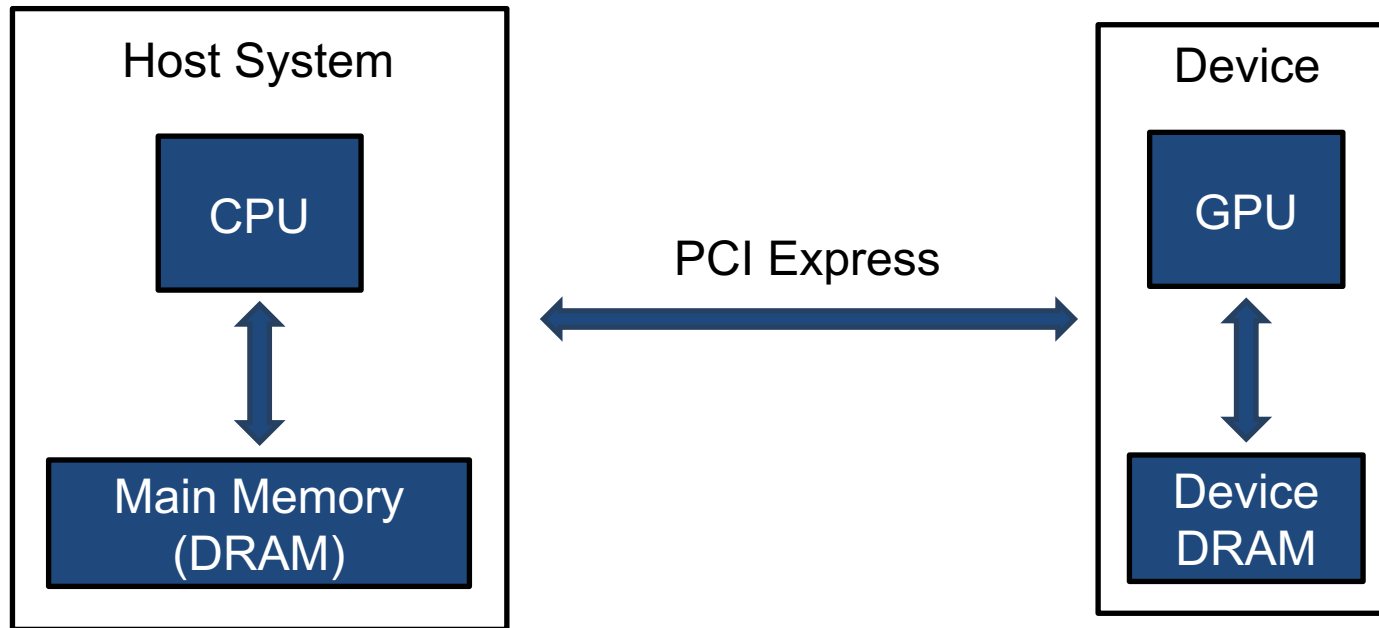 Host System
CPU
Main Memory
(DRAM)
PCI Express
Device
GPU
Device
DRAM